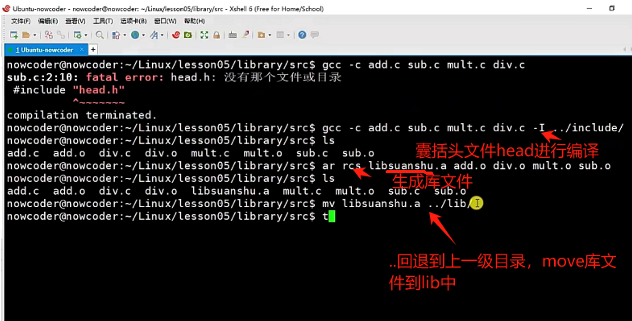 Ubuntu-nowcoder - nowcoder@nowcoder: ~/Linux/lesson05/library/src - Xshell 6 (Free for Home/School)
文件(F) 编辑(E) 查看(V) 工具(T) 选项卡(B) 窗口(W) 帮助(H)
1 Ubuntu-nowcoder × +
nowcoder@nowcoder:~/Linux/lesson05/library/src$ gcc -c add.c sub.c mult.c div.c
sub.c:2:10: fatal error: head.h: 没有那个文件或目录
#include "head.h"
^~~~~~~~
compilation terminated.
nowcoder@nowcoder:~/Linux/lesson05/library/src$ gcc -c add.c sub.c mult.c div.c -I ../include/
nowcoder@nowcoder:~/Linux/lesson05/library/src$ ls
囊括头文件head进行编译
add.c add.o div.c div.o mult.c mult.o sub.c sub.o
nowcoder@nowcoder:~/Linux/lesson05/library/src$ ar rcs libsuanshu.a add.o div.o mult.o sub.o
nowcoder@nowcoder:~/Linux/lesson05/library/src$ ls
生成库文件
add.c add.o div.c div.o libsuanshu.a mult.c mult.o sub.c sub.o
nowcoder@nowcoder:~/Linux/lesson05/library/src$ mv libsuanshu.a ../lib/
nowcoder@nowcoder:~/Linux/lesson05/library/src$ t
..回退到上一级目录，move库文
件到lib中